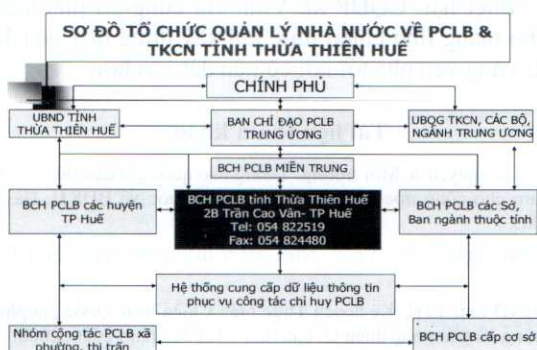 SƠ ĐỒ TỔ CHỨC QUẢN LÝ NHÀ NƯỚC VỀ PCLB &
TKCN TỈNH THỪA THIÊN HUẾ
CHÍNH PHỦ
UBND TỈNH
THỪA THIÊN HUẾ
BAN CHỈ ĐẠO PCLB
TRUNG ƯƠNG
UBQG TKCN, CÁC BỘ,
NGÀNH TRUNG ƯƠNG
BCH PCLB MIỀN TRUNG
BCH PCLB các huyện
TP Huế
BCH PCLB tỉnh Thừa Thiên Huế
2B Trần Cao Vân- TP Huế
Tel: 054 822519
Fax: 054 824480
BCH PCLB các Sở,
Ban ngành thuộc tỉnh
Hệ thống cung cấp dữ liệu thông tin
phục vụ công tác chỉ huy PCLB
Nhóm cộng tác PCLB xã
phường, thị trấn
BCH PCLB cấp cơ sở